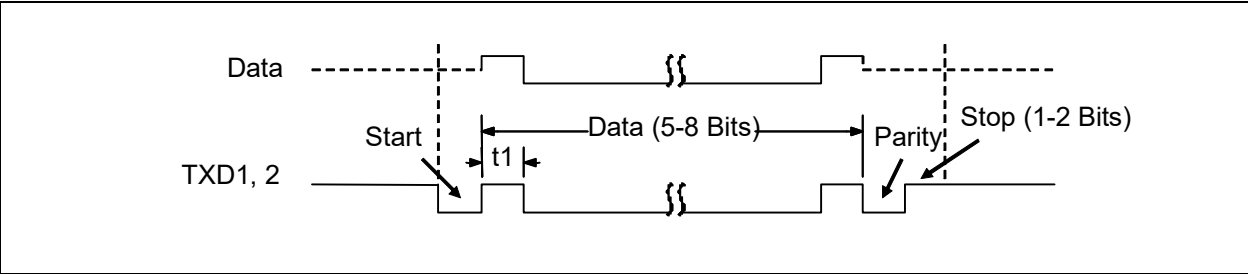 Data
Data (5-8 Bits)
Stop (1-2 Bits)
Start
Parity
t1
TXD1, 2